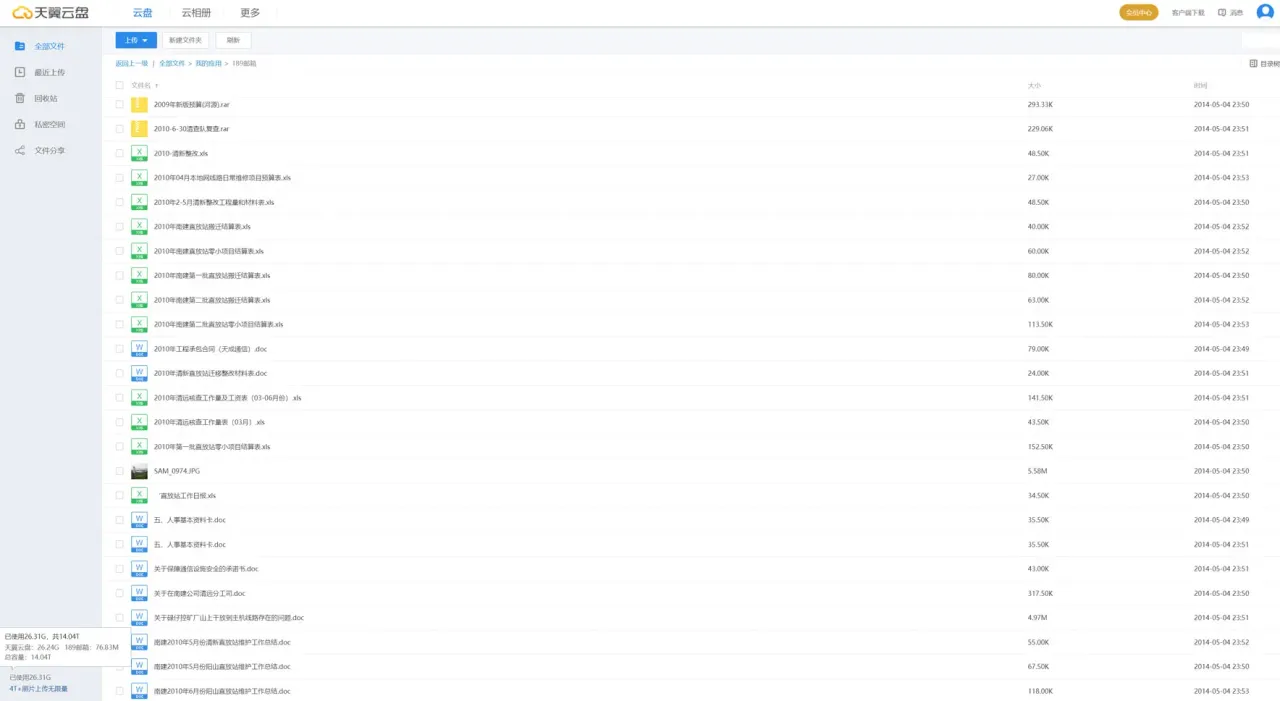 天翼云盘 云盘 云相册 更多 会员中心 客户端下载 消息
上传 新建文件夹 刷新
全部文件
最近上传
回收站
私密空间
文件分享
返回上一级 | 全部文件 > 我的应用 > 189邮箱 目录树
文件名 大小 时间
2009年新版预算(河源).rar 293.33K 2014-05-04 23:50
2010-6-30清查队复查.rar 229.06K 2014-05-04 23:51
2010-清新整改.xls 48.50K 2014-05-04 23:51
2010年04月本地网线路日常维修项目预算表.xls 27.00K 2014-05-04 23:53
2010年2-5月清新整改工程量和材料表.xls 48.50K 2014-05-04 23:50
2010年南建直放站搬迁结算表.xls 40.00K 2014-05-04 23:52
2010年南建直放站零小项目结算表.xls 60.00K 2014-05-04 23:52
2010年南建第一批直放站搬迁结算表.xls 80.00K 2014-05-04 23:50
2010年南建第二批直放站搬迁结算表.xls 63.00K 2014-05-04 23:52
2010年南建第二批直放站零小项目结算表.xls 113.50K 2014-05-04 23:53
2010年工程承包合同（天成通信）.doc 79.00K 2014-05-04 23:49
2010年清新直放站迁移整改材料表.doc 24.00K 2014-05-04 23:51
2010年清远核查工作量及工资表（03-06月份）.xls 141.50K 2014-05-04 23:51
2010年清远核查工作量表（03月）.xls 43.50K 2014-05-04 23:51
2010年第一批直放站零小项目结算表.xls 152.50K 2014-05-04 23:50
SAM_0974.JPG 5.58M 2014-05-04 23:50
直放站工作日报.xls 34.50K 2014-05-04 23:50
五、人事基本资料卡.doc 35.50K 2014-05-04 23:49
五、人事基本资料卡.doc 35.50K 2014-05-04 23:51
关于保障通信设施安全的承诺书.doc 43.00K 2014-05-04 23:51
关于在南建公司清远分工司.doc 317.50K 2014-05-04 23:51
关于硚仔挖矿厂山上干放到主机线路存在的问题.doc 4.97M 2014-05-04 23:50
南建2010年5月份清新直放站维护工作总结.doc 55.00K 2014-05-04 23:52
南建2010年5月份阳山直放站维护工作总结.doc 67.50K 2014-05-04 23:50
南建2010年6月份阳山直放站维护工作总结.doc 118.00K 2014-05-04 23:53
已使用26.31G，共14.04T
天翼云盘：26.24G 189邮箱：76.83M
总容量：14.04T
已使用26.31G
4T+照片上传无限量